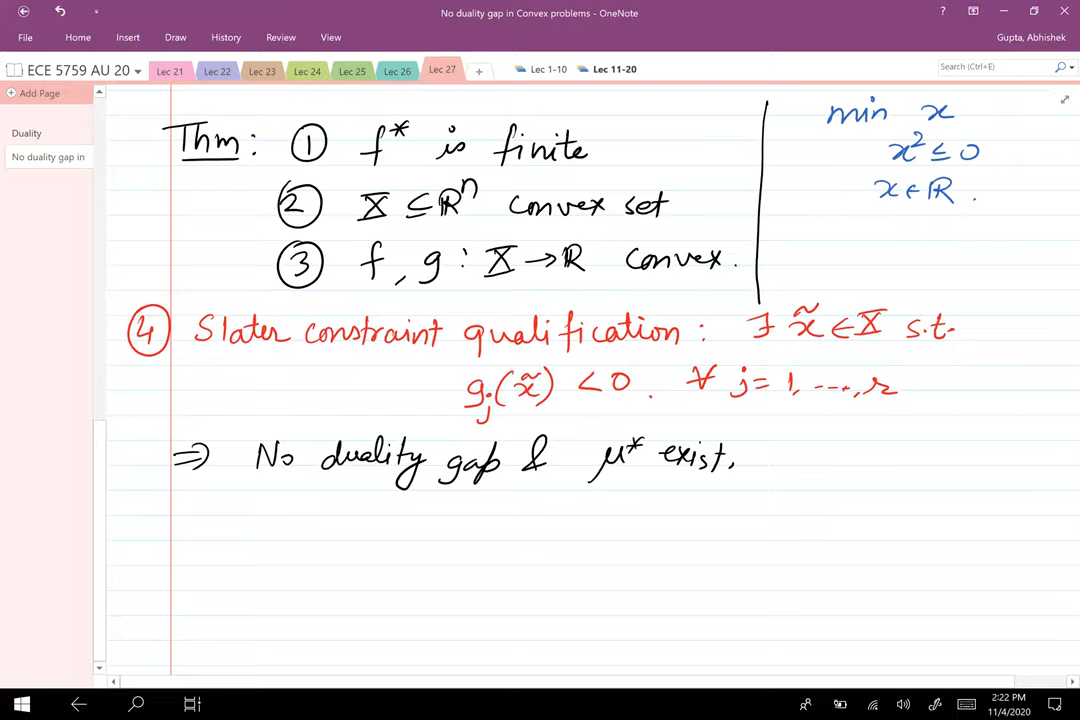 No duality gap in Convex problems - OneNote
Gupta, Abhishek
File Home Insert Draw History Review View
ECE 5759 AU 20
Lec 21 Lec 22 Lec 23 Lec 24 Lec 25 Lec 26 Lec 27
Lec 1-10 Lec 11-20
Search (Ctrl+E)
Add Page
Duality
No duality gap in
Thm: ① f* is finite
② X ⊆ ℝⁿ convex set
③ f, g : X → ℝ convex.
min x
x² ≤ 0
x ∈ ℝ.
④ Slater constraint qualification: ∃ x̃ ∈ X s.t.
gⱼ(x̃) < 0. ∀ j = 1, ..., r
⇒ No duality gap & μ* exist.
2:22 PM
11/4/2020